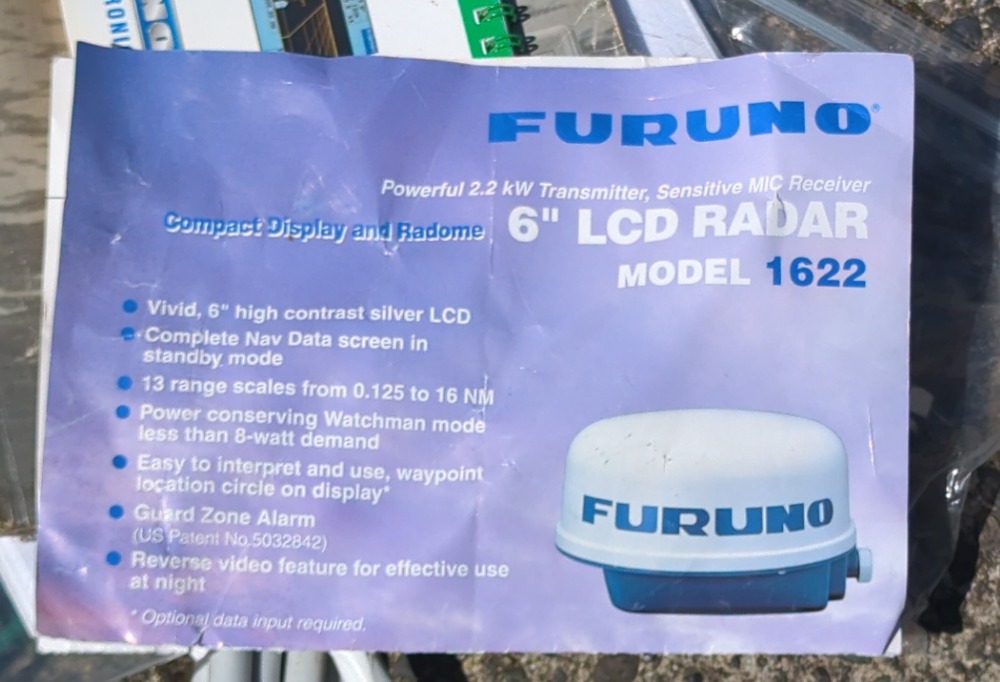 FURUNO®
Powerful 2.2 kW Transmitter, Sensitive MIC Receiver
Compact Display and Radome
6" LCD RADAR
MODEL 1622
Vivid, 6" high contrast silver LCD
Complete Nav Data screen in
standby mode
13 range scales from 0.125 to 16 NM
Power conserving Watchman mode
less than 8-watt demand
Easy to interpret and use, waypoint
location circle on display*
Guard Zone Alarm
(US Patent No.5032842)
Reverse video feature for effective use
at night
* Optional data input required.
FURUNO